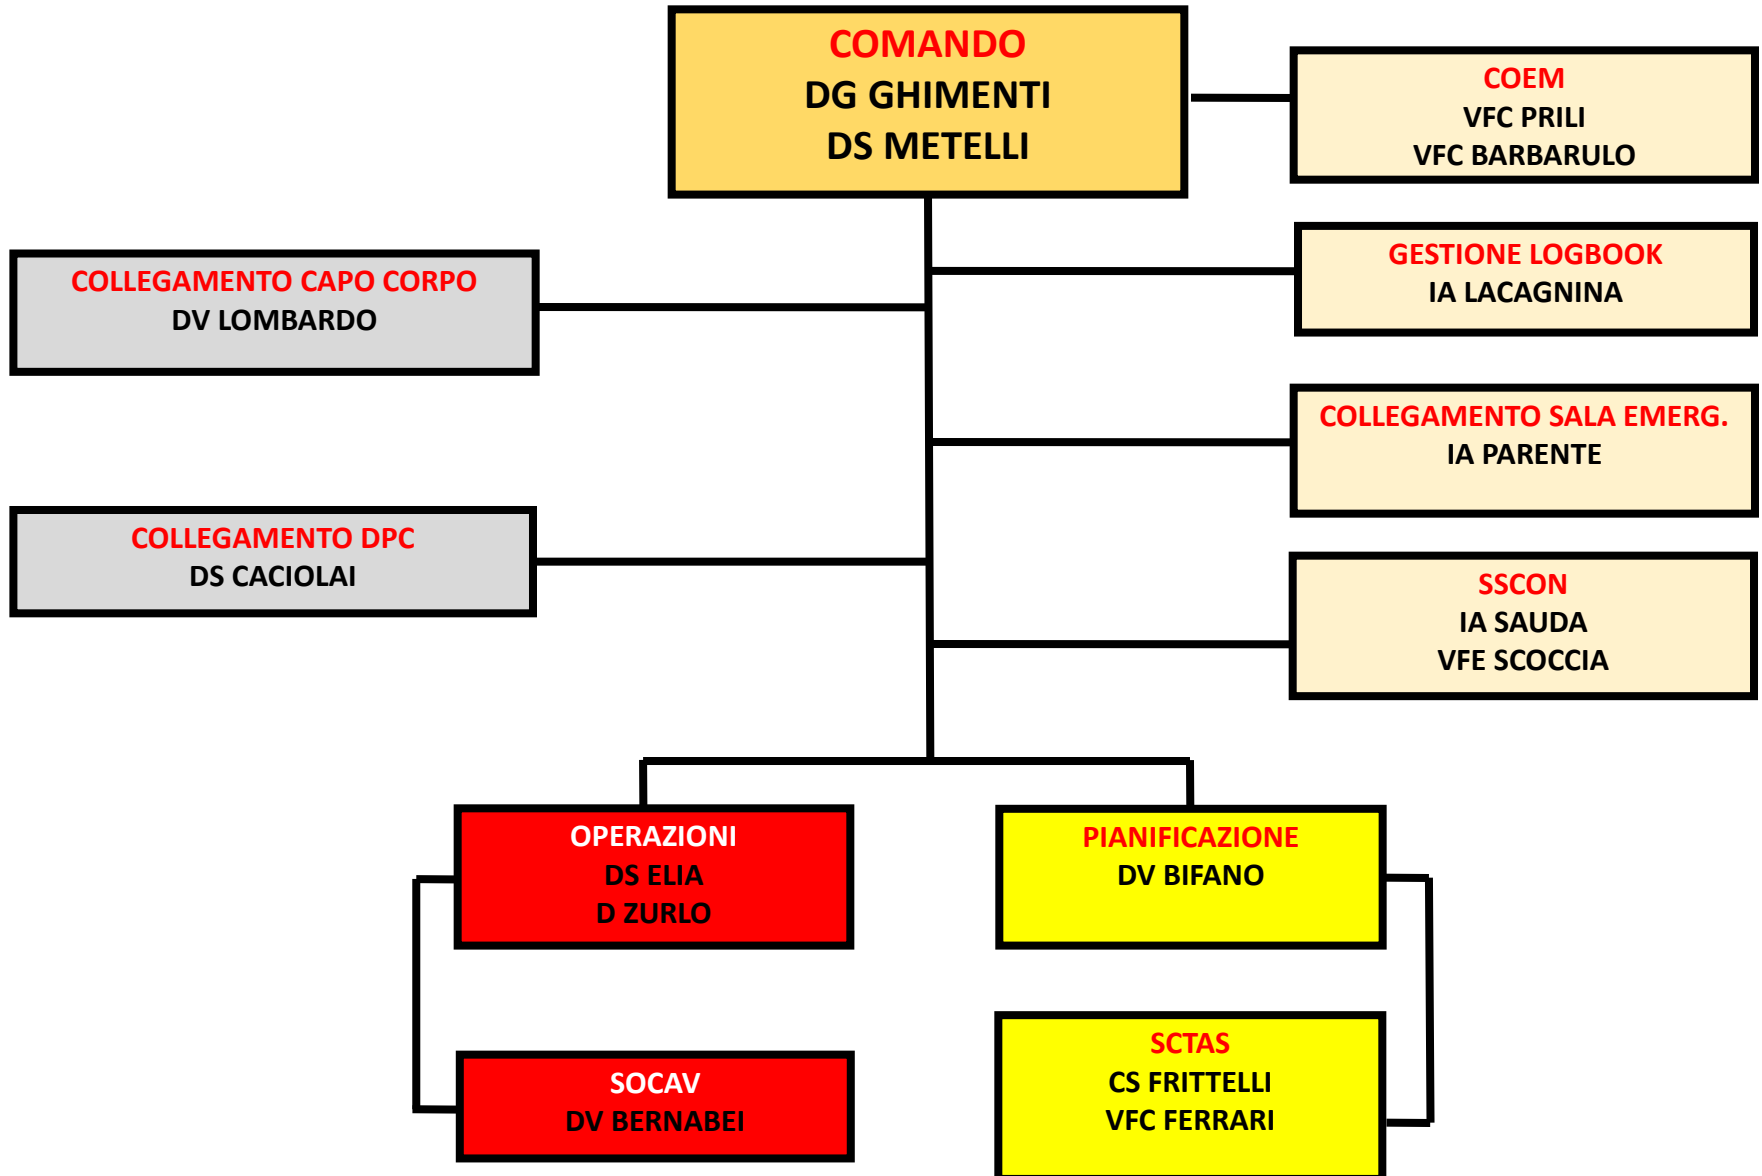 COMANDO
DG GHIMENTI
DS METELLI
COEM
VFC PRILI
VFC BARBARULO
GESTIONE LOGBOOK
IA LACAGNINA
COLLEGAMENTO CAPO CORPO
DV LOMBARDO
COLLEGAMENTO SALA EMERG.
IA PARENTE
COLLEGAMENTO DPC
DS CACIOLAI
SSCON
IA SAUDA
VFE SCOCCIA
OPERAZIONI
DS ELIA
D ZURLO
PIANIFICAZIONE
DV BIFANO
SOCAV
DV BERNABEI
SCTAS
CS FRITTELLI
VFC FERRARI